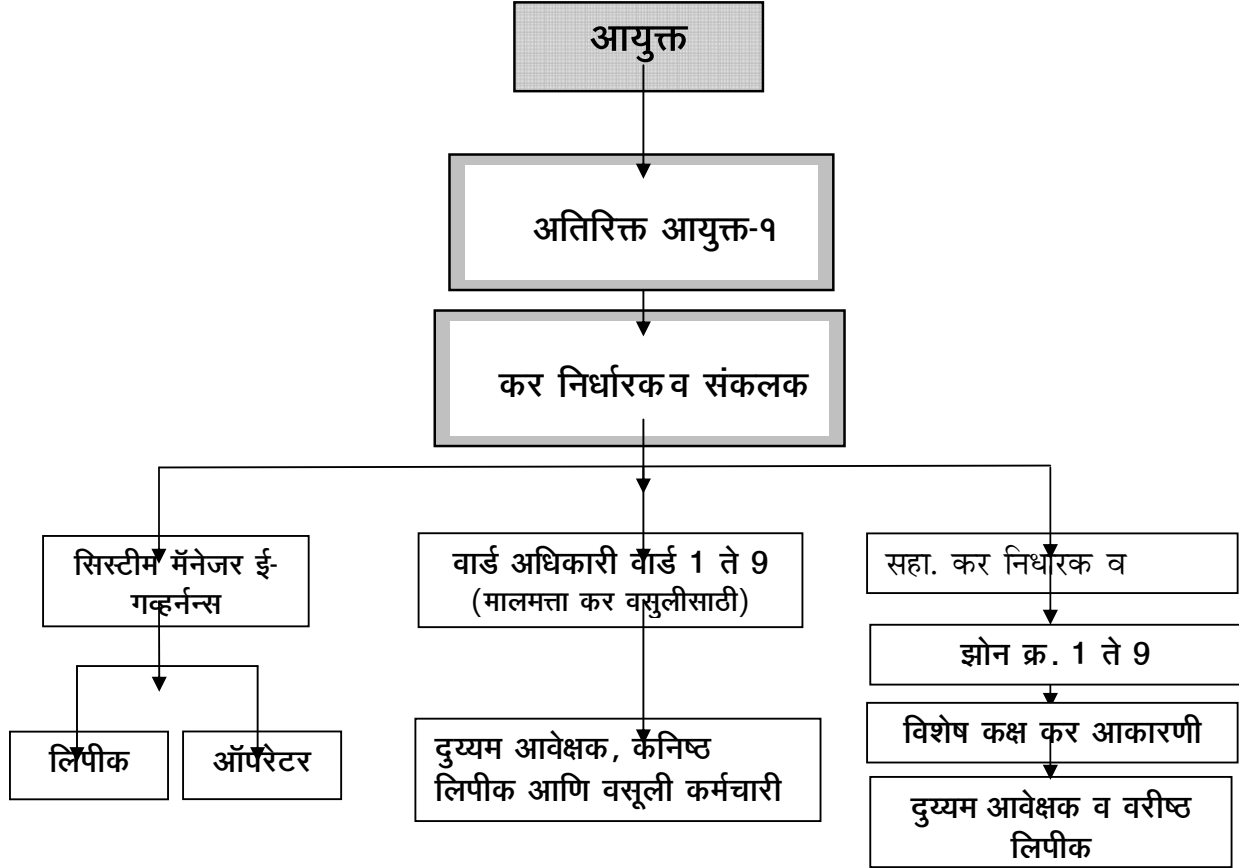 आयुक्त
अतिरिक्त आयुक्त-१
कर निर्धारक व संकलक
सिस्टीम मॅनेजर ई-
गव्हर्नन्स
वार्ड अधिकारी वार्ड 1 ते 9
(मालमत्ता कर वसुलीसाठी)
सहा. कर निर्धारक व
झोन क्र. 1 ते 9
लिपीक
ऑपरेटर
दुय्यम आवेक्षक, कनिष्ठ
लिपीक आणि वसूली कर्मचारी
विशेष कक्ष कर आकारणी
दुय्यम आवेक्षक व वरीष्ठ
लिपीक